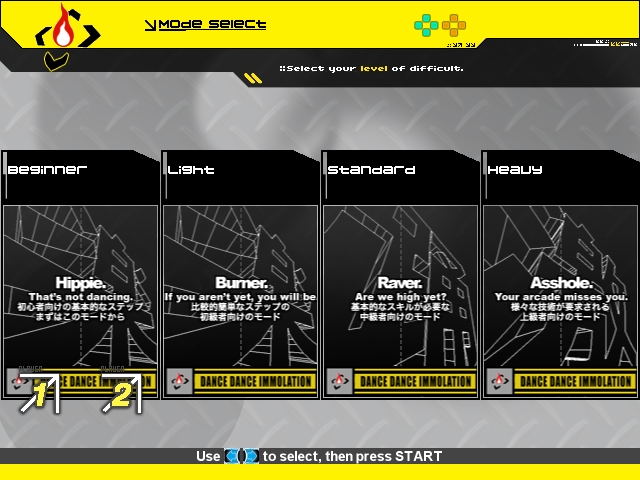 Mode Select
::Select your level of difficult.
Beginner
Light
Standard
Heavy
Hippie.
That's not dancing.
初心者向けの基本的なステップ
まずはこのモードから
Burner.
If you aren't yet, you will be
比較的簡単なステップの
初級者向けのモード
Raver.
Are we high yet?
基本的なスキルが必要な
中級者向けのモード
Asshole.
Your arcade misses you.
様々な技術が要求される
上級者向けのモード
DANCE DANCE IMMOLATION
DANCE DANCE IMMOLATION
DANCE DANCE IMMOLATION
PLAYER
1
PLAYER
2
Use to select, then press START